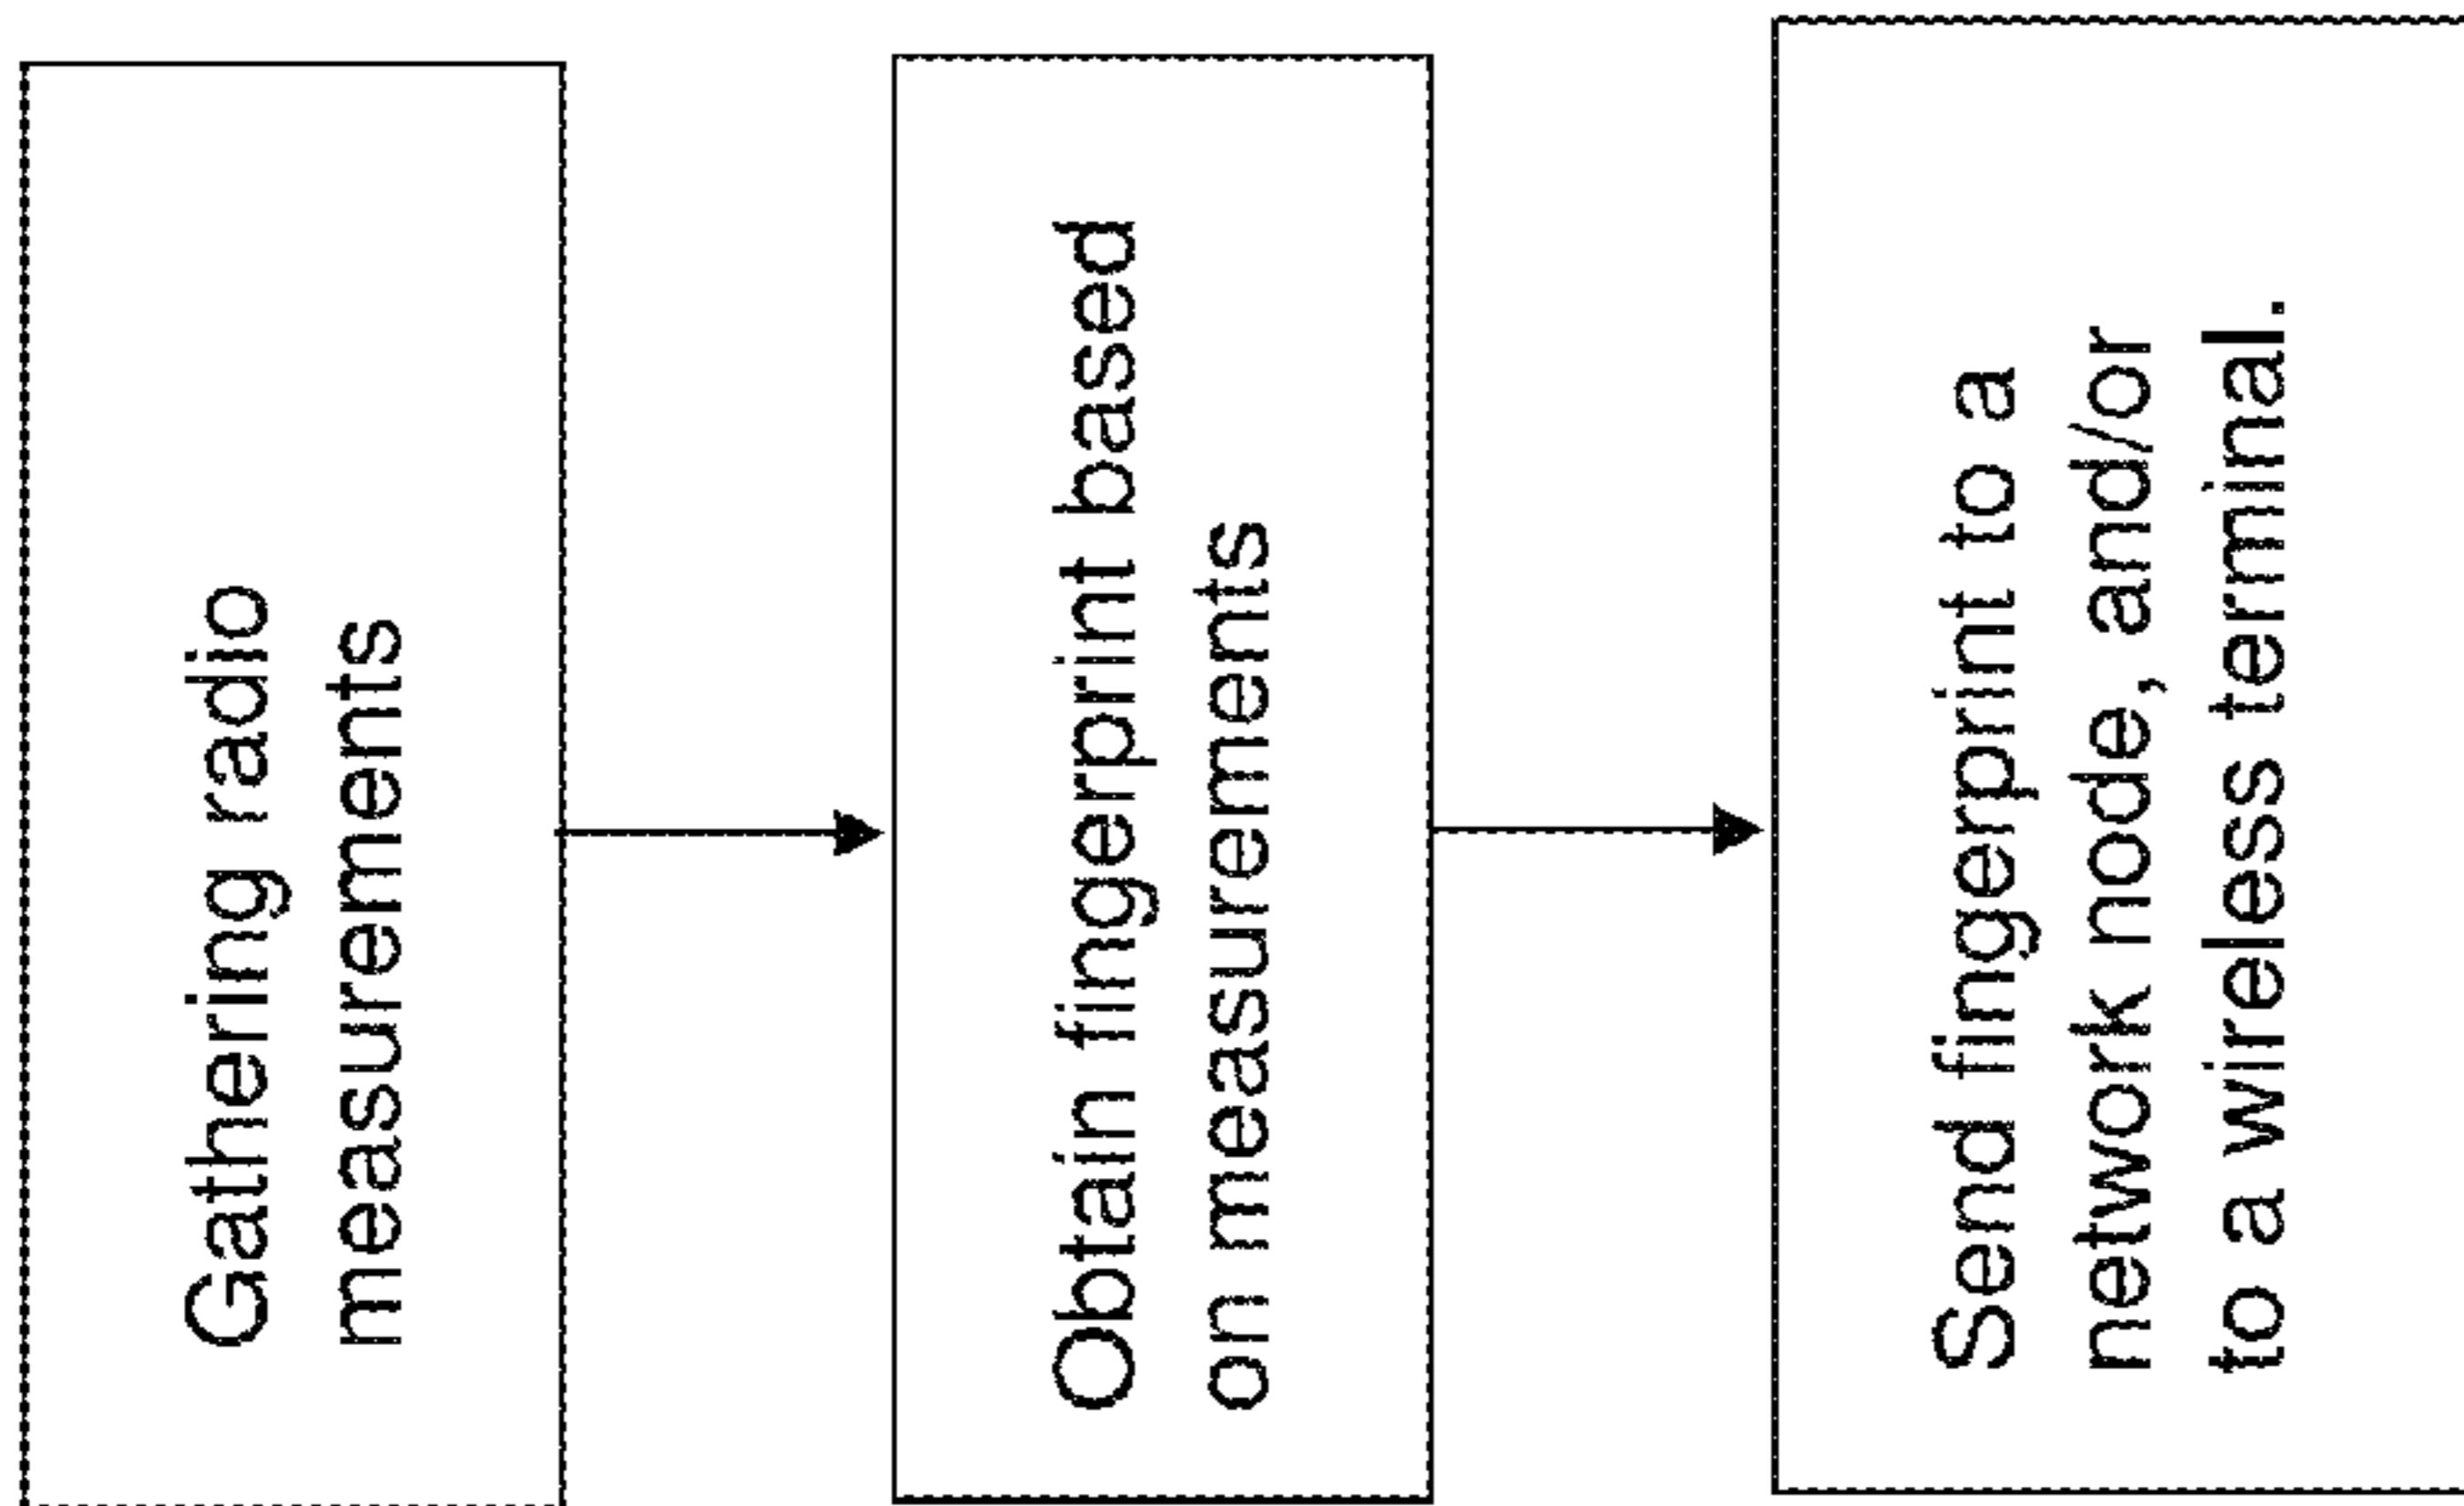 Gathering radio
measurements
Obtain fingerprint based
on measurements
Send fingerprint to a
network node, and/or
to a wireless terminal.